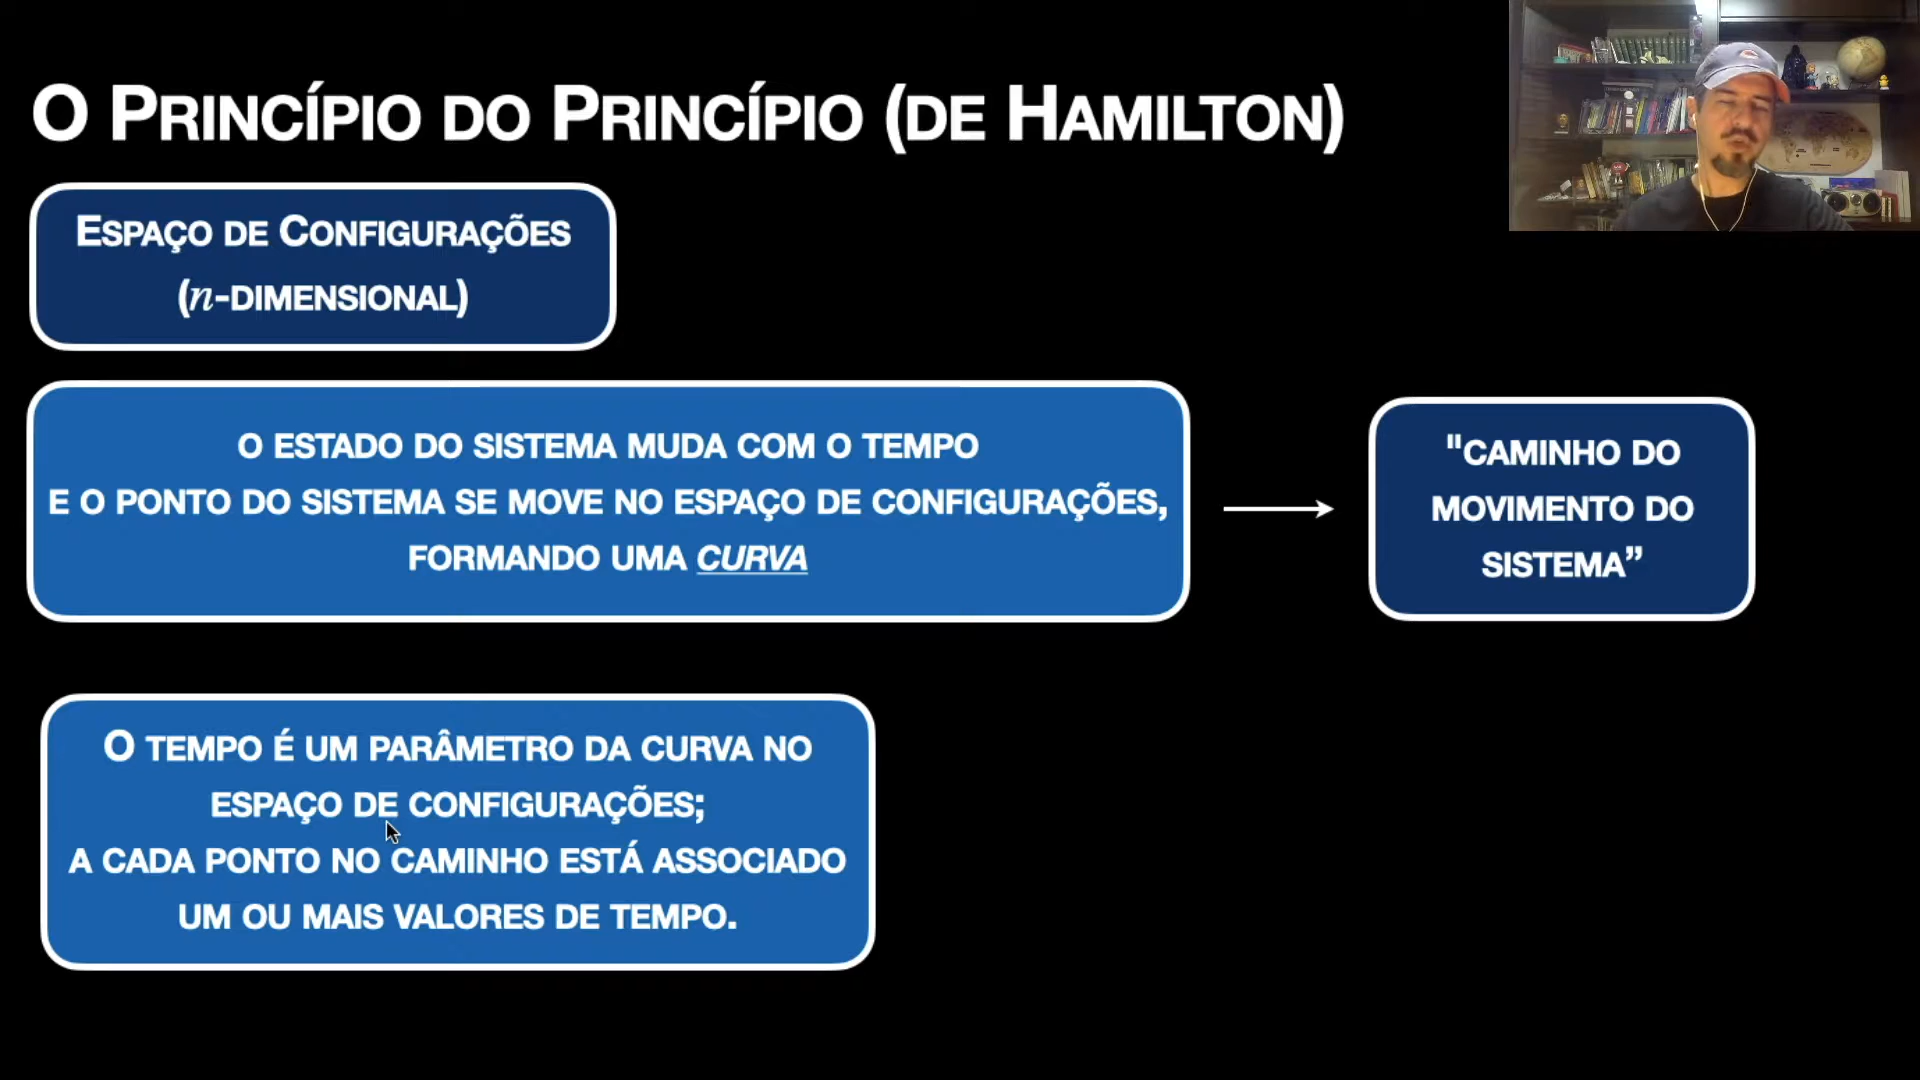 O Princípio do Princípio (de Hamilton)
Espaço de Configurações
(n-dimensional)
o estado do sistema muda com o tempo
e o ponto do sistema se move no espaço de configurações,
formando uma curva
"caminho do
movimento do
sistema”
O tempo é um parâmetro da curva no
espaço de configurações;
a cada ponto no caminho está associado
um ou mais valores de tempo.